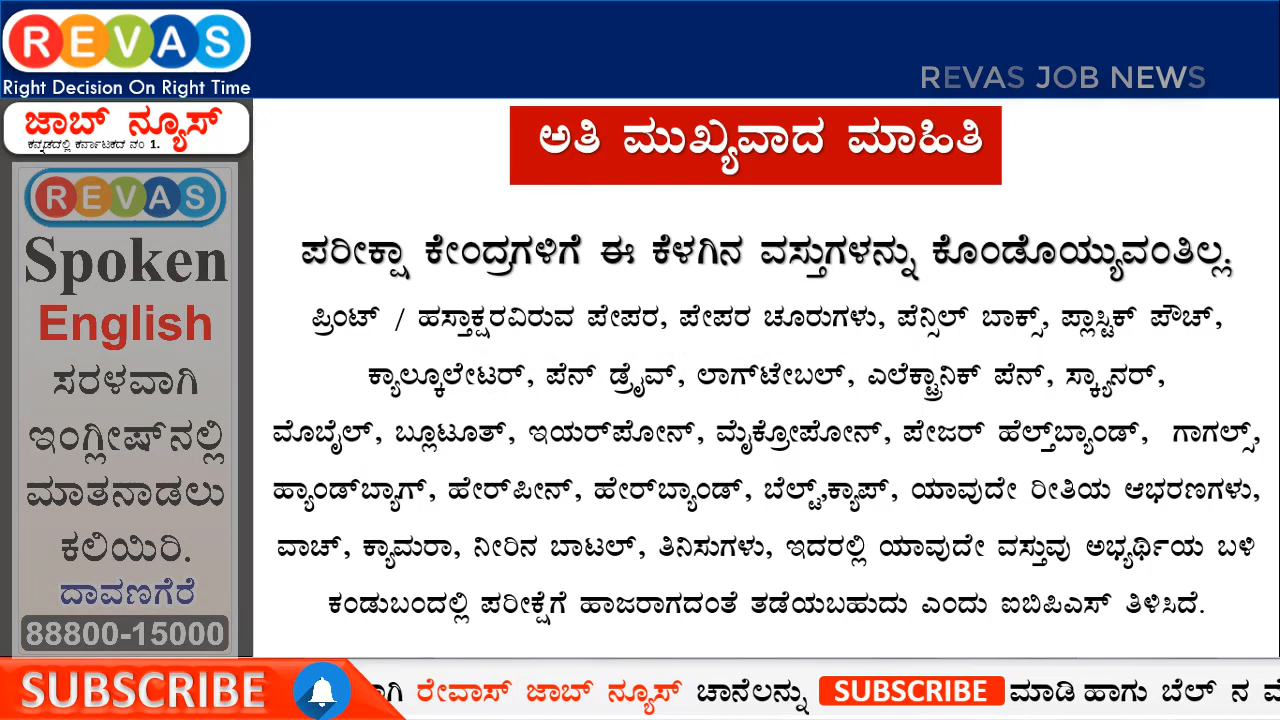 REVAS
Right Decision On Right Time
REVAS JOB NEWS
ಜಾಬ್ ನ್ಯೂಸ್
ಕನ್ನಡದಲ್ಲಿ ಕರ್ನಾಟಕದ ನಂ 1.
ಅತಿ ಮುಖ್ಯವಾದ ಮಾಹಿತಿ
REVAS
Spoken
English
ಸರಳವಾಗಿ
ಇಂಗ್ಲೀಷ್‌ನಲ್ಲಿ
ಮಾತನಾಡಲು
ಕಲಿಯಿರಿ.
ದಾವಣಗೆರೆ
88800-15000
ಪರೀಕ್ಷಾ ಕೇಂದ್ರಗಳಿಗೆ ಈ ಕೆಳಗಿನ ವಸ್ತುಗಳನ್ನು ಕೊಂಡೊಯ್ಯುವಂತಿಲ್ಲ.
ಪ್ರಿಂಟ್ / ಹಸ್ತಾಕ್ಷರವಿರುವ ಪೇಪರ, ಪೇಪರ ಚೂರುಗಳು, ಪೆನ್ಸಿಲ್ ಬಾಕ್ಸ್, ಪ್ಲಾಸ್ಟಿಕ್ ಪೌಚ್,
ಕ್ಯಾಲ್ಕೂಲೇಟರ್, ಪೆನ್ ಡ್ರೈವ್, ಲಾಗ್‌ಟೇಬಲ್, ಎಲೆಕ್ಟ್ರಾನಿಕ್ ಪೆನ್, ಸ್ಕ್ಯಾನರ್,
ಮೊಬೈಲ್, ಬ್ಲೂಟೂತ್, ಇಯರ್‌ಪೋನ್, ಮೈಕ್ರೋಪೋನ್, ಪೇಜರ್ ಹೆಲ್ತ್‌ಬ್ಯಾಂಡ್, ಗಾಗಲ್ಸ್,
ಹ್ಯಾಂಡ್‌ಬ್ಯಾಗ್, ಹೇರ್‌ಪೀನ್, ಹೇರ್‌ಬ್ಯಾಂಡ್, ಬೆಲ್ಟ್,ಕ್ಯಾಪ್, ಯಾವುದೇ ರೀತಿಯ ಆಭರಣಗಳು,
ವಾಚ್, ಕ್ಯಾಮರಾ, ನೀರಿನ ಬಾಟಲ್, ತಿನಿಸುಗಳು, ಇದರಲ್ಲಿ ಯಾವುದೇ ವಸ್ತುವು ಅಭ್ಯರ್ಥಿಯ ಬಳಿ
ಕಂಡುಬಂದಲ್ಲಿ ಪರೀಕ್ಷೆಗೆ ಹಾಜರಾಗದಂತೆ ತಡೆಯಬಹುದು ಎಂದು ಐಬಿಪಿಎಸ್ ತಿಳಿಸಿದೆ.
SUBSCRIBE ರೇವಾಸ್ ಜಾಬ್ ನ್ಯೂಸ್ ಚಾನೆಲನ್ನು SUBSCRIBE ಮಾಡಿ ಹಾಗು ಬೆಲ್ ನ